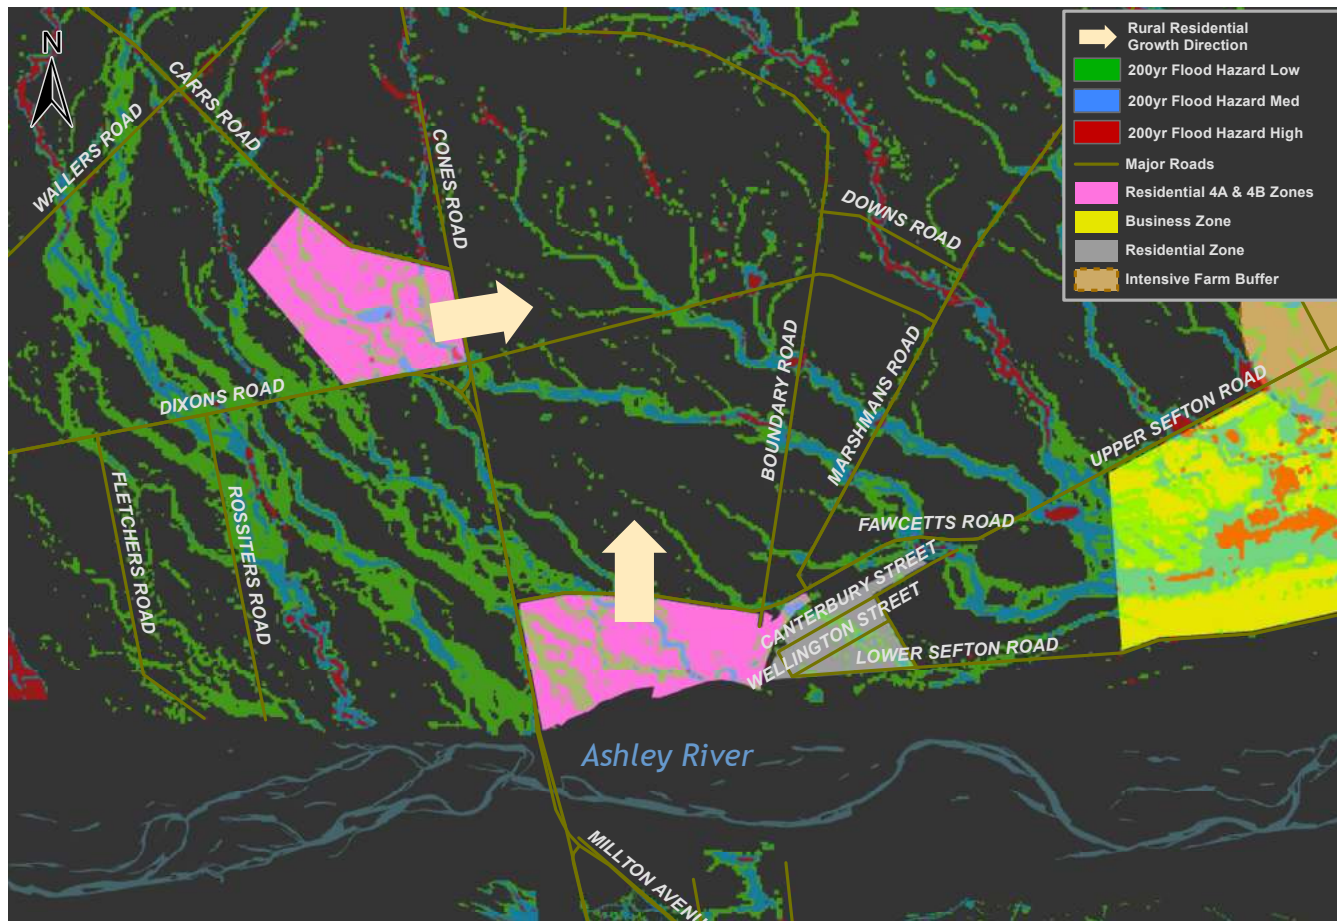 N
Rural Residential
Growth Direction
200yr Flood Hazard Low
200yr Flood Hazard Med
200yr Flood Hazard High
Major Roads
Residential 4A & 4B Zones
Business Zone
Residential Zone
Intensive Farm Buffer
CARRS ROAD
WALLERS ROAD
CONES ROAD
DOWNS ROAD
BOUNDARY ROAD
MARSHMANS ROAD
DIXONS ROAD
UPPER SEFTON ROAD
FLETCHERS ROAD
ROSSITERS ROAD
FAWCETTS ROAD
CANTERBURY STREET
WELLINGTON STREET
LOWER SEFTON ROAD
Ashley River
MILLTON AVENU